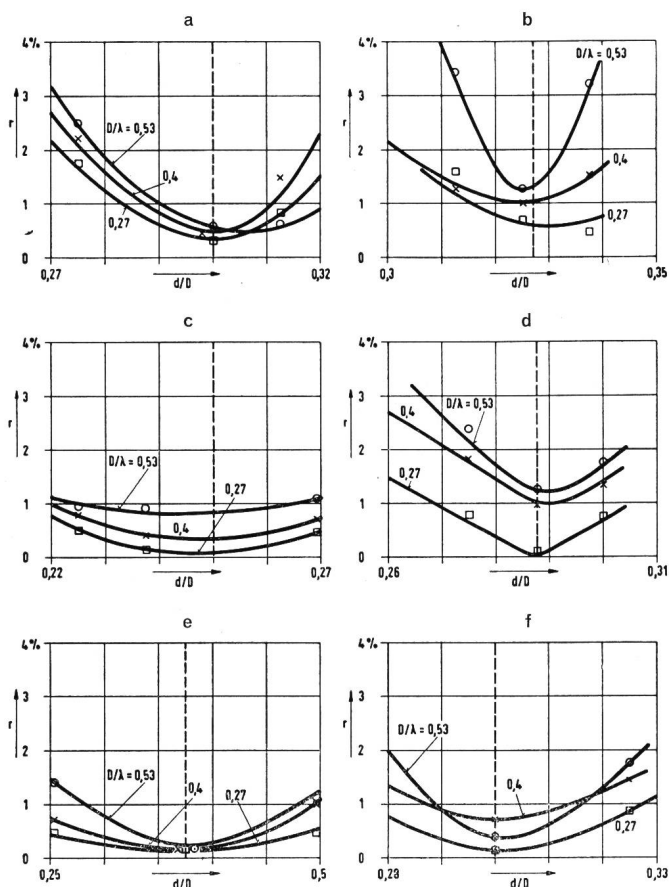 a
4%
3
2
1
0
r
D/λ = 0,53
0,4
0,27
0,27
d/D
0,32
b
4%
3
2
1
0
r
D/λ = 0,53
0,4
0,27
0,3
d/D
0,35
c
4%
3
2
1
0
r
D/λ = 0,53
0,27
0,4
0,22
d/D
0,27
d
4%
3
2
1
0
r
0,4
D/λ = 0,53
0,27
0,26
d/D
0,31
e
4%
3
2
1
0
r
D/λ = 0,53
0,4
0,27
0,25
d/D
0,5
f
4%
3
2
1
0
r
D/λ = 0,53
0,4
0,27
0,23
d/D
0,33